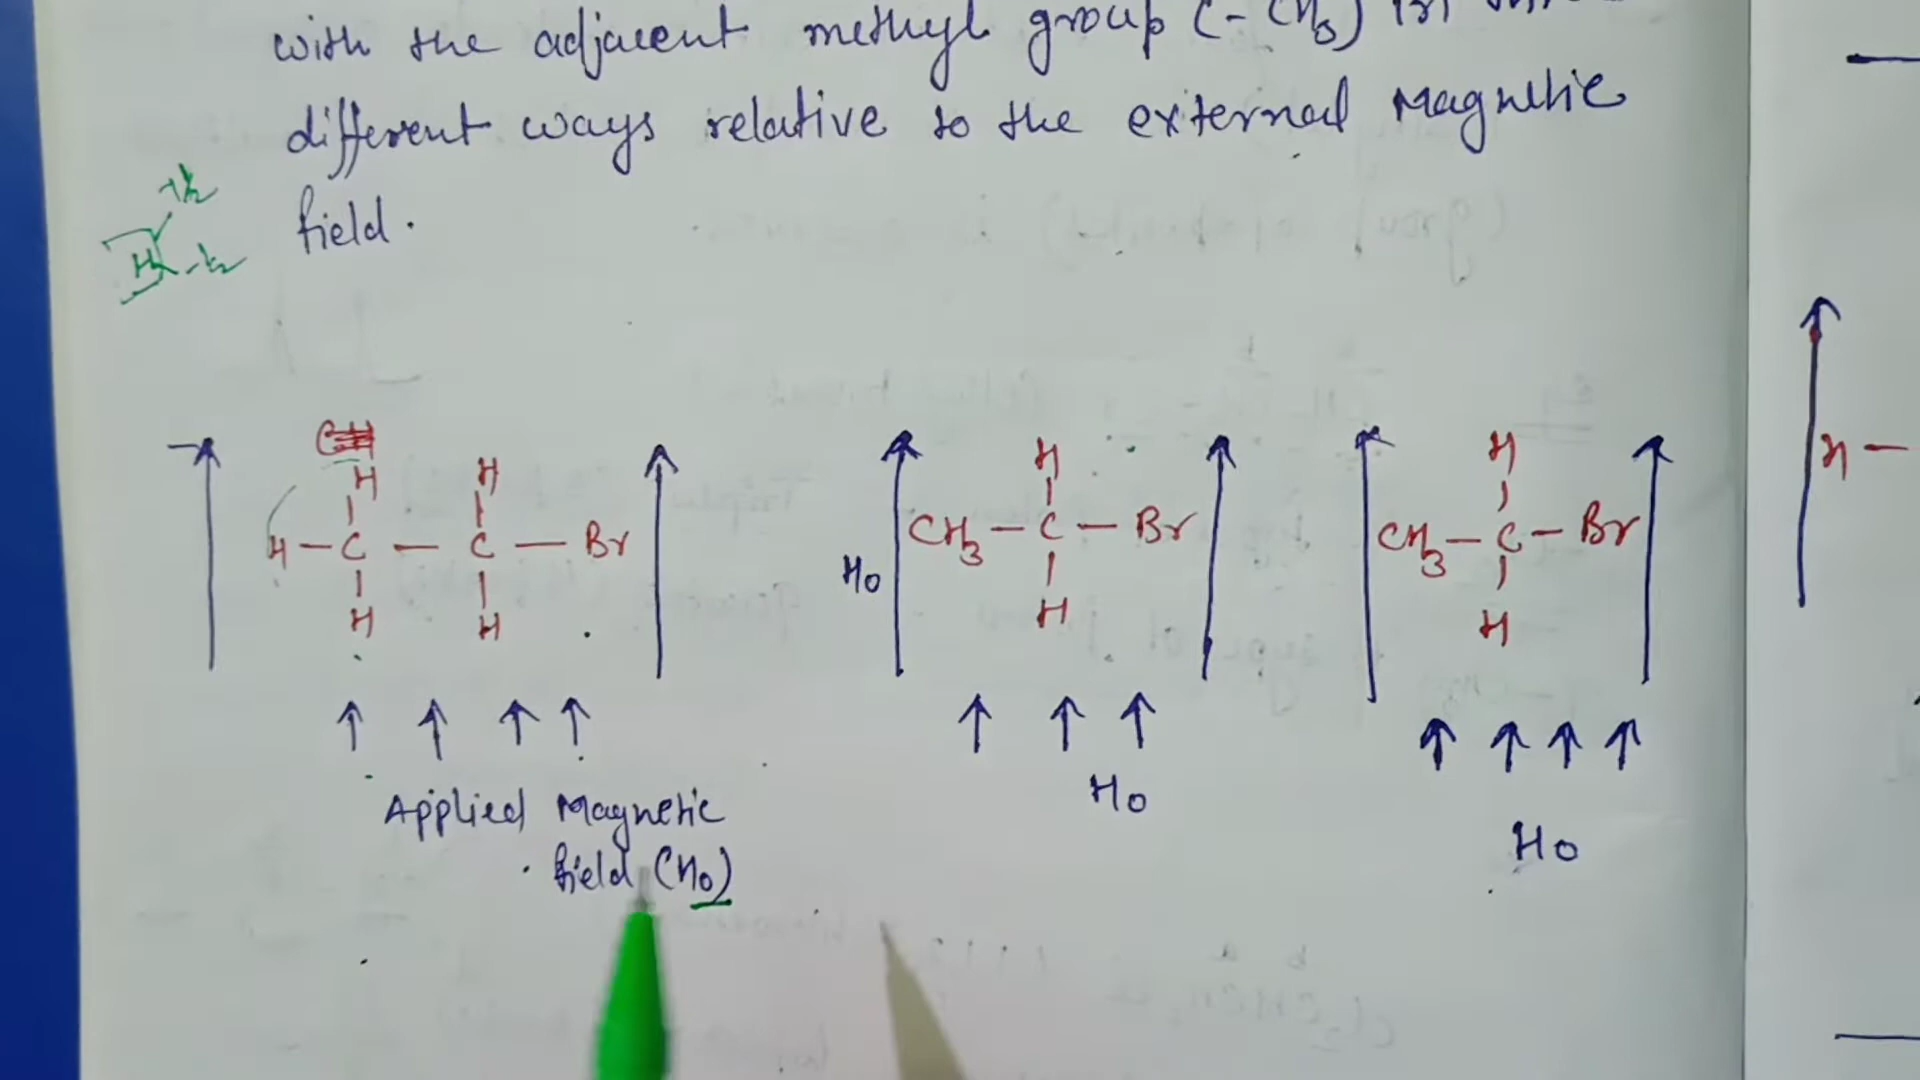 with the adjacent methyl group (-CH3) in
different ways relative to the external Magnetic
field.
H H
H-C-C-Br
H H
H
CH3-C-Br
H
H
CH3-C-Br
H
Ho
Applied Magnetic
field (Ho)
Ho
Ho
H-